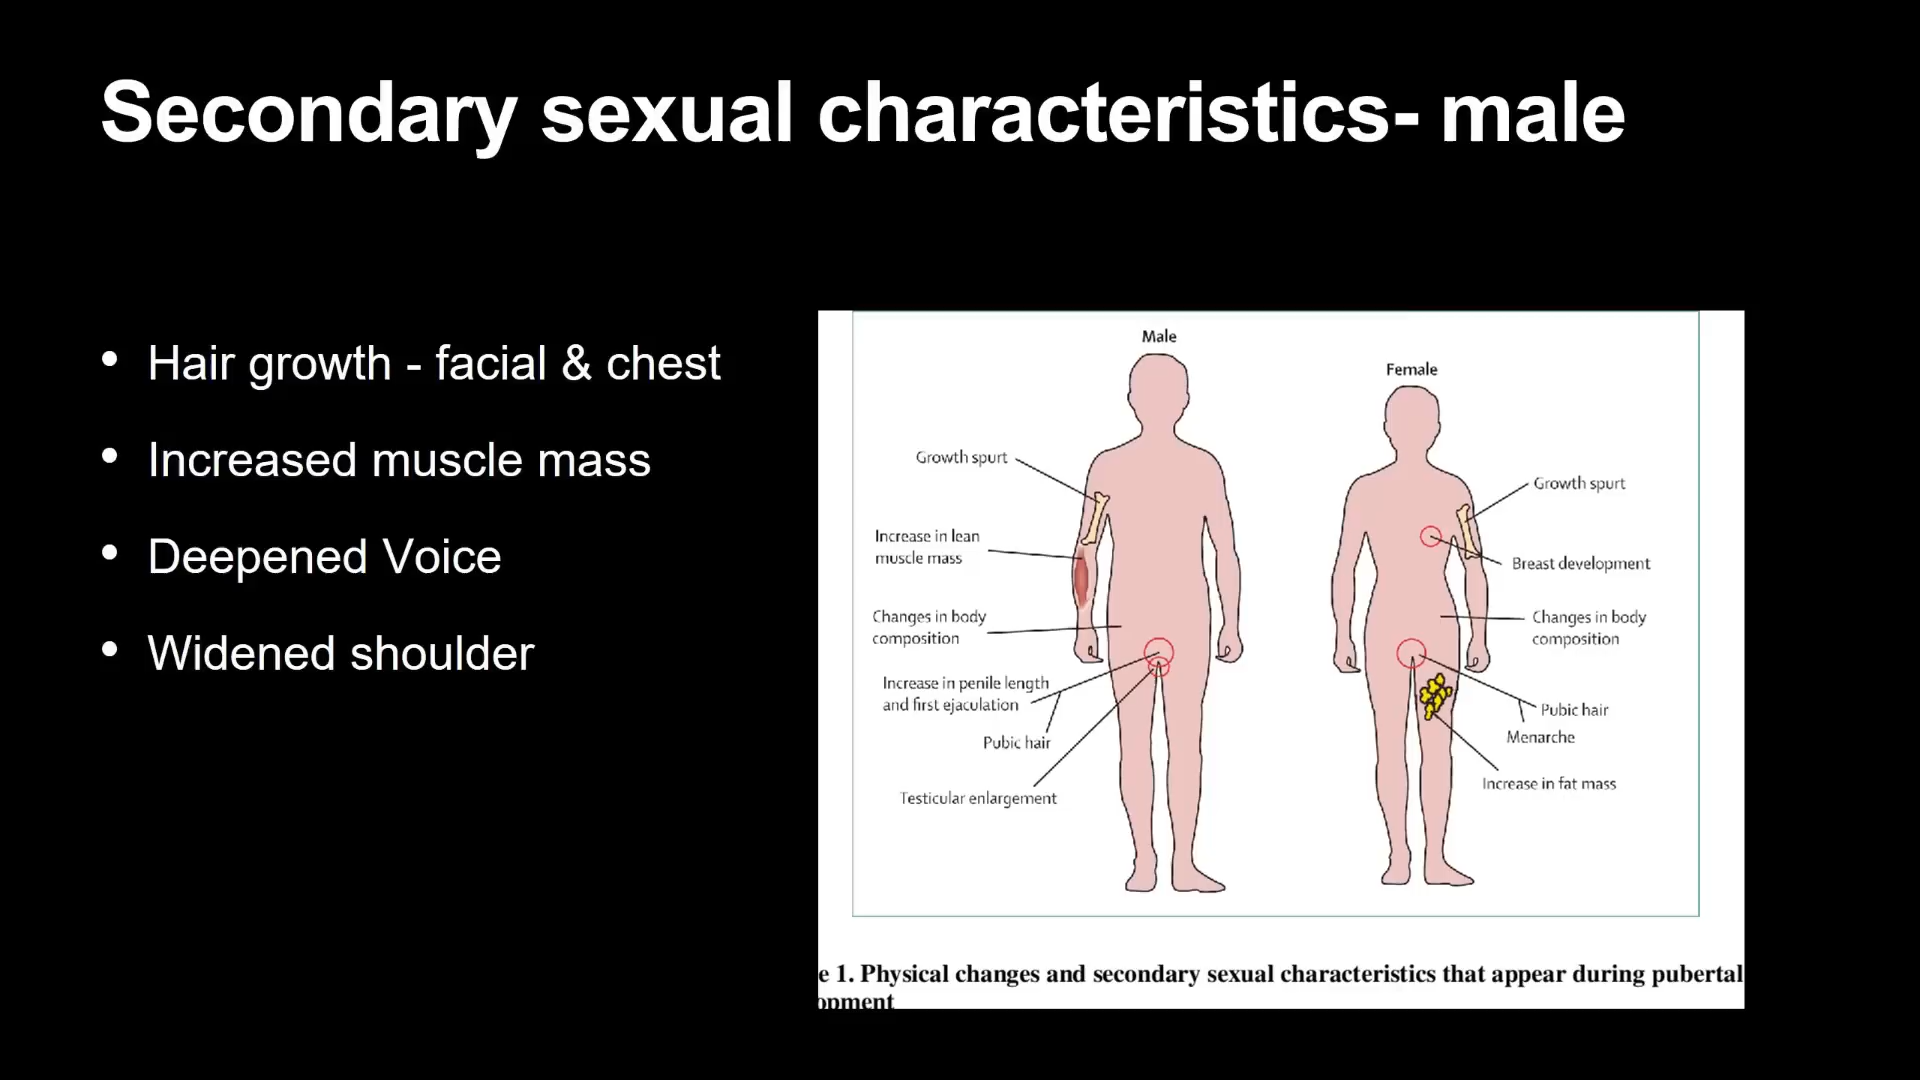 Secondary sexual characteristics- male
• Hair growth - facial & chest
• Increased muscle mass
• Deepened Voice
• Widened shoulder
Male
Growth spurt
Increase in lean
muscle mass
Changes in body
composition
Increase in penile length
and first ejaculation
Pubic hair
Testicular enlargement
Female
Growth spurt
Breast development
Changes in body
composition
Pubic hair
Menarche
Increase in fat mass
e 1. Physical changes and secondary sexual characteristics that appear during pubertal
opment